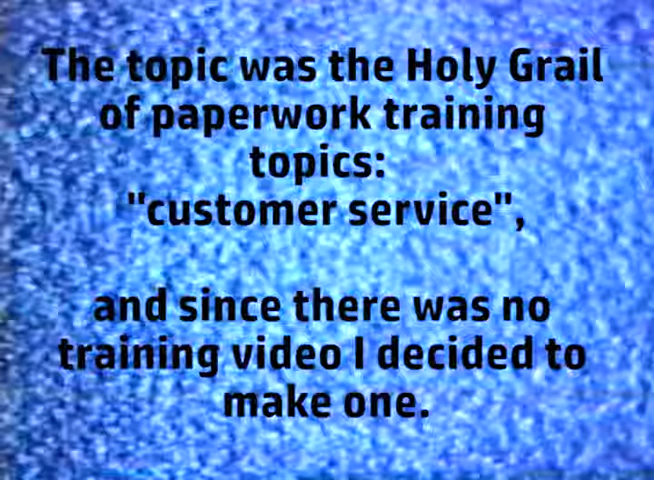 The topic was the Holy Grail
of paperwork training
topics:
"customer service",
and since there was no
training video I decided to
make one.